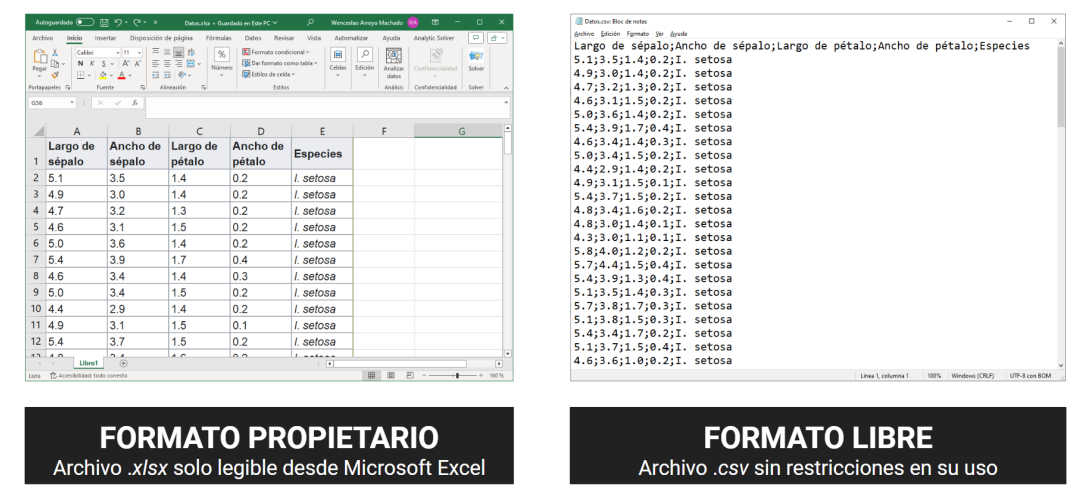 Autoguardado
Datos.xlsx • Guardado en Este PC
Wenceslao Arroyo Machado
WA
Archivo Inicio Insertar Disposición de página Fórmulas Datos Revisar Vista Automatizar Ayuda Analytic Solver
Pegar
Calibri 11
N K S
Número
Formato condicional
Dar formato como tabla
Estilos de celda
Celdas
Edición
Analizar datos
Confidencialidad
Solver
Portapapeles Fuente Alineación Estilos Análisis Confidencialidad Solver
G56
fx
A B C D E F G
1 Largo de sépalo Ancho de sépalo Largo de pétalo Ancho de pétalo Especies
2 5.1 3.5 1.4 0.2 I. setosa
3 4.9 3.0 1.4 0.2 I. setosa
4 4.7 3.2 1.3 0.2 I. setosa
5 4.6 3.1 1.5 0.2 I. setosa
6 5.0 3.6 1.4 0.2 I. setosa
7 5.4 3.9 1.7 0.4 I. setosa
8 4.6 3.4 1.4 0.3 I. setosa
9 5.0 3.4 1.5 0.2 I. setosa
10 4.4 2.9 1.4 0.2 I. setosa
11 4.9 3.1 1.5 0.1 I. setosa
12 5.4 3.7 1.5 0.2 I. setosa
Libro1
Listo Accesibilidad: todo correcto
160 %
FORMATO PROPIETARIO
Archivo .xlsx solo legible desde Microsoft Excel
Datos.csv: Bloc de notas
Archivo Edición Formato Ver Ayuda
Largo de sépalo;Ancho de sépalo;Largo de pétalo;Ancho de pétalo;Especies
5.1;3.5;1.4;0.2;I. setosa
4.9;3.0;1.4;0.2;I. setosa
4.7;3.2;1.3;0.2;I. setosa
4.6;3.1;1.5;0.2;I. setosa
5.0;3.6;1.4;0.2;I. setosa
5.4;3.9;1.7;0.4;I. setosa
4.6;3.4;1.4;0.3;I. setosa
5.0;3.4;1.5;0.2;I. setosa
4.4;2.9;1.4;0.2;I. setosa
4.9;3.1;1.5;0.1;I. setosa
5.4;3.7;1.5;0.2;I. setosa
4.8;3.4;1.6;0.2;I. setosa
4.8;3.0;1.4;0.1;I. setosa
4.3;3.0;1.1;0.1;I. setosa
5.8;4.0;1.2;0.2;I. setosa
5.7;4.4;1.5;0.4;I. setosa
5.4;3.9;1.3;0.4;I. setosa
5.1;3.5;1.4;0.3;I. setosa
5.7;3.8;1.7;0.3;I. setosa
5.1;3.8;1.5;0.3;I. setosa
5.4;3.4;1.7;0.2;I. setosa
5.1;3.7;1.5;0.4;I. setosa
4.6;3.6;1.0;0.2;I. setosa
Línea 1, columna 1 100% Windows (CRLF) UTF-8 con BOM
FORMATO LIBRE
Archivo .csv sin restricciones en su uso